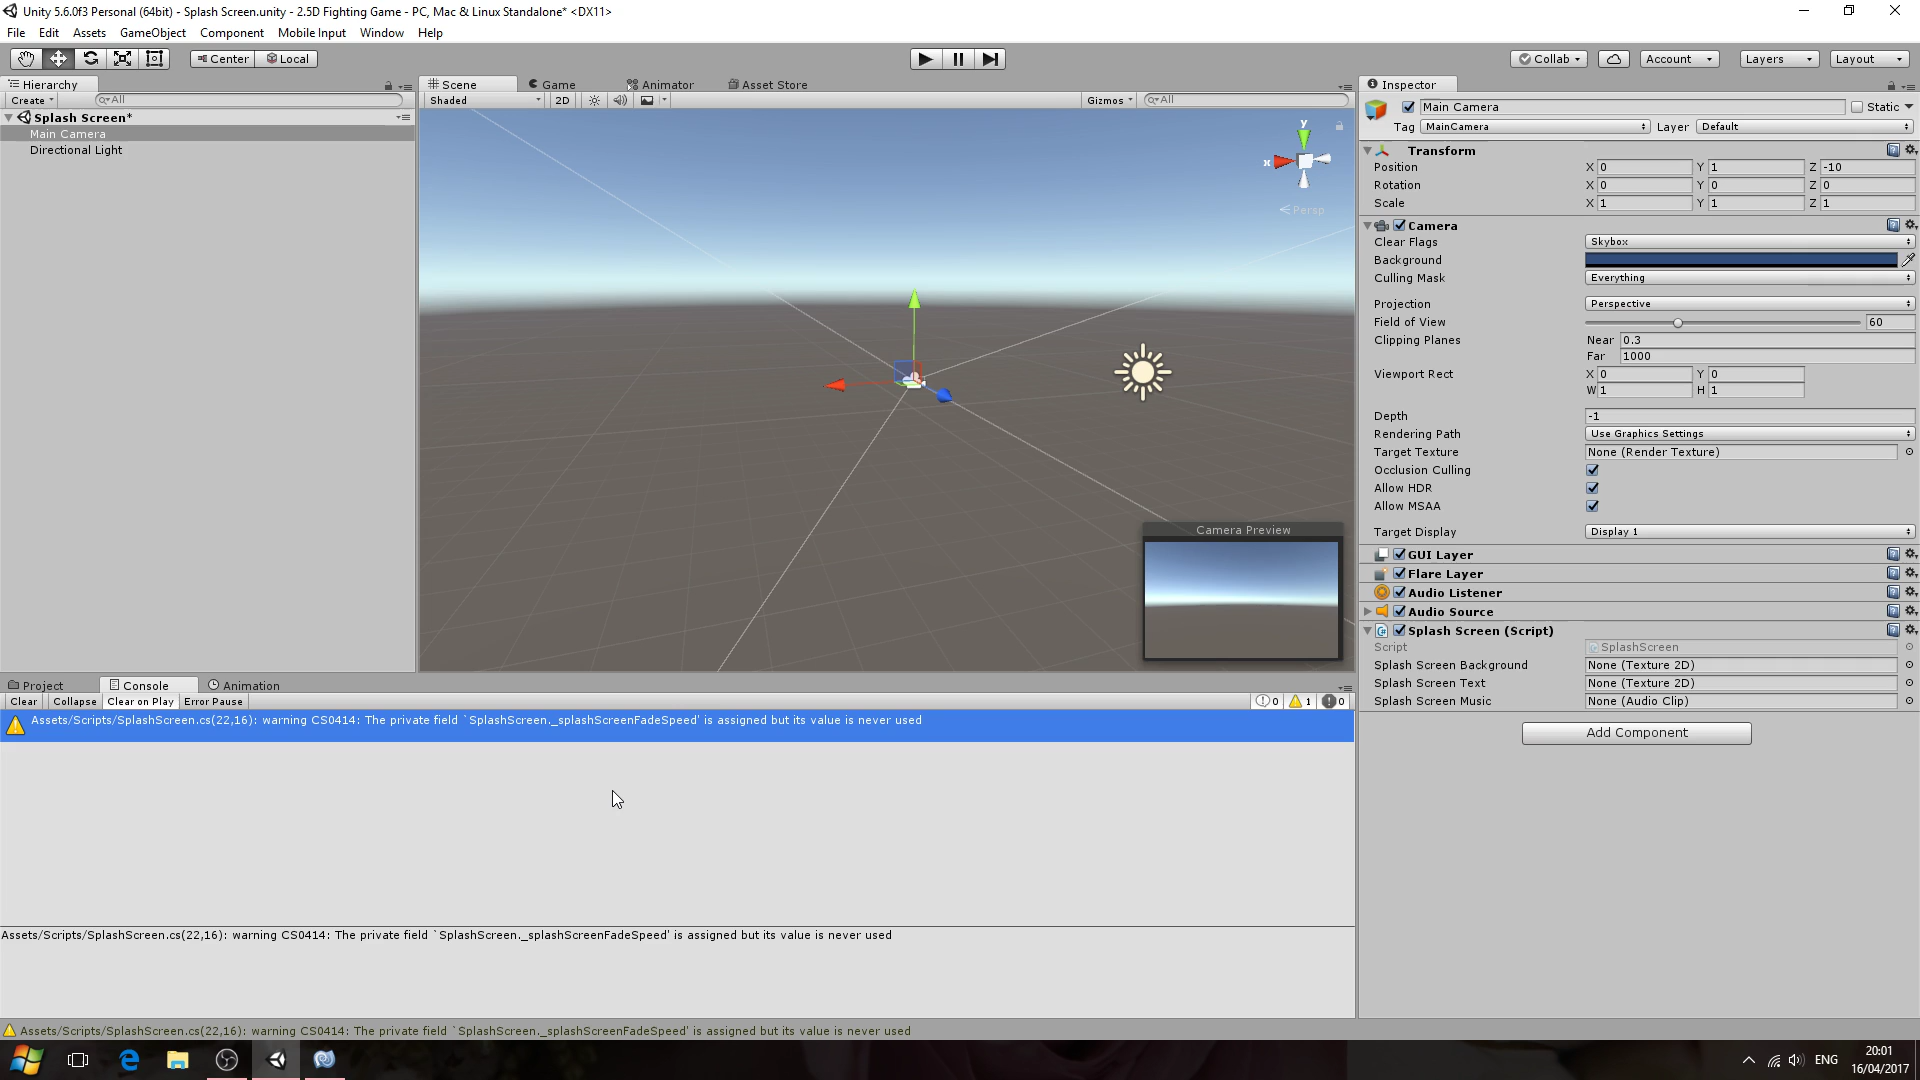 Unity 5.6.0f3 Personal (64bit) - Splash Screen.unity - 2.5D Fighting Game - PC, Mac & Linux Standalone* <DX11>
File Edit Assets GameObject Component Mobile Input Window Help
Center Local
Collab Account Layers Layout
Hierarchy
Create All
Splash Screen*
Main Camera
Directional Light
Scene Game Animator Asset Store
Shaded 2D Gizmos All
y
x
Persp
Camera Preview
Inspector
Main Camera Static
Tag MainCamera Layer Default
Transform
Position X 0 Y 1 Z -10
Rotation X 0 Y 0 Z 0
Scale X 1 Y 1 Z 1
Camera
Clear Flags Skybox
Background
Culling Mask Everything
Projection Perspective
Field of View 60
Clipping Planes Near 0.3
Far 1000
Viewport Rect X 0 Y 0
W 1 H 1
Depth -1
Rendering Path Use Graphics Settings
Target Texture None (Render Texture)
Occlusion Culling
Allow HDR
Allow MSAA
Target Display Display 1
GUI Layer
Flare Layer
Audio Listener
Audio Source
Splash Screen (Script)
Script SplashScreen
Splash Screen Background None (Texture 2D)
Splash Screen Text None (Texture 2D)
Splash Screen Music None (Audio Clip)
Add Component
Project Console Animation
Clear Collapse Clear on Play Error Pause 0 1 0
Assets/Scripts/SplashScreen.cs(22,16): warning CS0414: The private field `SplashScreen._splashScreenFadeSpeed' is assigned but its value is never used
Assets/Scripts/SplashScreen.cs(22,16): warning CS0414: The private field `SplashScreen._splashScreenFadeSpeed' is assigned but its value is never used
Assets/Scripts/SplashScreen.cs(22,16): warning CS0414: The private field `SplashScreen._splashScreenFadeSpeed' is assigned but its value is never used
ENG
20:01
16/04/2017